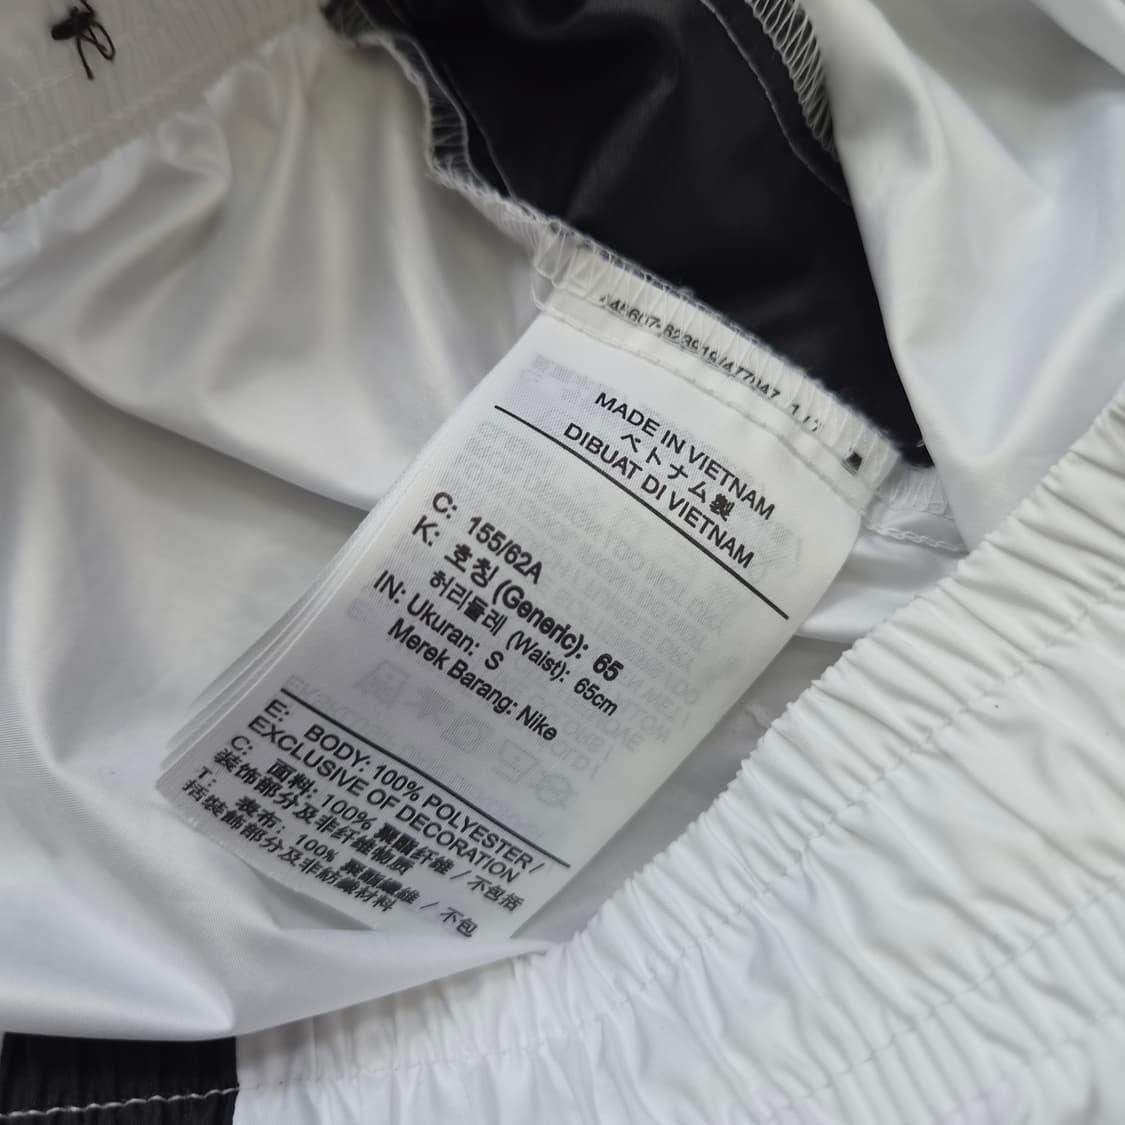 MADE IN VIETNAM
ベトナム製
DIBUAT DI VIETNAM
C: 155/62A
K: 호칭 (Generic): 65
허리둘레 (Waist): 65cm
IN: Ukuran: S
Merek Barang: Nike
E: BODY: 100% POLYESTER /
EXCLUSIVE OF DECORATION
C: 面料: 100% 聚酯纤维 / 不包括
装饰部分及非纤维物质
T: 表布: 100% 聚酯纖維 / 不包
括裝飾部分及非紡織材料